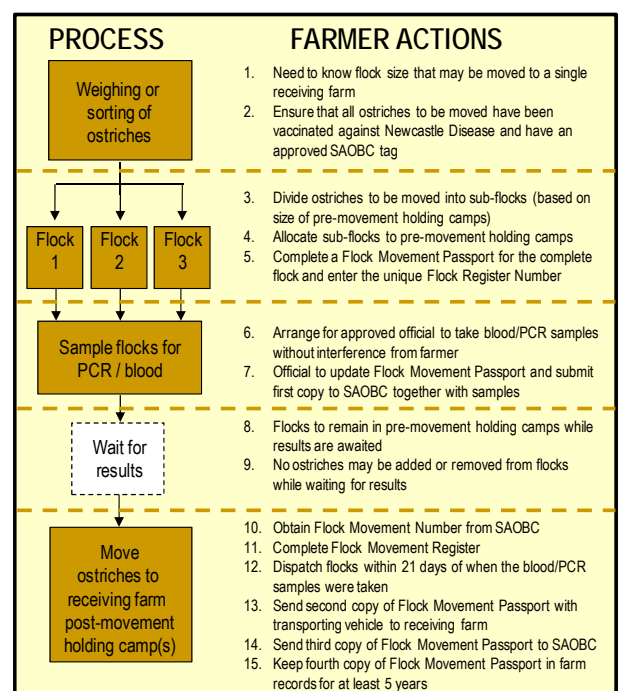 PROCESS
FARMER ACTIONS
Weighing or
sorting of
ostriches
1. Need to know flock size that may be moved to a single
receiving farm
2. Ensure that all ostriches to be moved have been
vaccinated against Newcastle Disease and have an
approved SAOBC tag
Flock
1
Flock
2
Flock
3
3. Divide ostriches to be moved into sub-flocks (based on
size of pre-movement holding camps)
4. Allocate sub-flocks to pre-movement holding camps
5. Complete a Flock Movement Passport for the complete
flock and enter the unique Flock Register Number
Sample flocks for
PCR / blood
6. Arrange for approved official to take blood/PCR samples
without interference from farmer
7. Official to update Flock Movement Passport and submit
first copy to SAOBC together with samples
Wait for
results
8. Flocks to remain in pre-movement holding camps while
results are awaited
9. No ostriches may be added or removed from flocks
while waiting for results
Move
ostriches to
receiving farm
post-movement
holding camp(s)
10. Obtain Flock Movement Number from SAOBC
11. Complete Flock Movement Register
12. Dispatch flocks within 21 days of when the blood/PCR
samples were taken
13. Send second copy of Flock Movement Passport with
transporting vehicle to receiving farm
14. Send third copy of Flock Movement Passport to SAOBC
15. Keep fourth copy of Flock Movement Passport in farm
records for at least 5 years